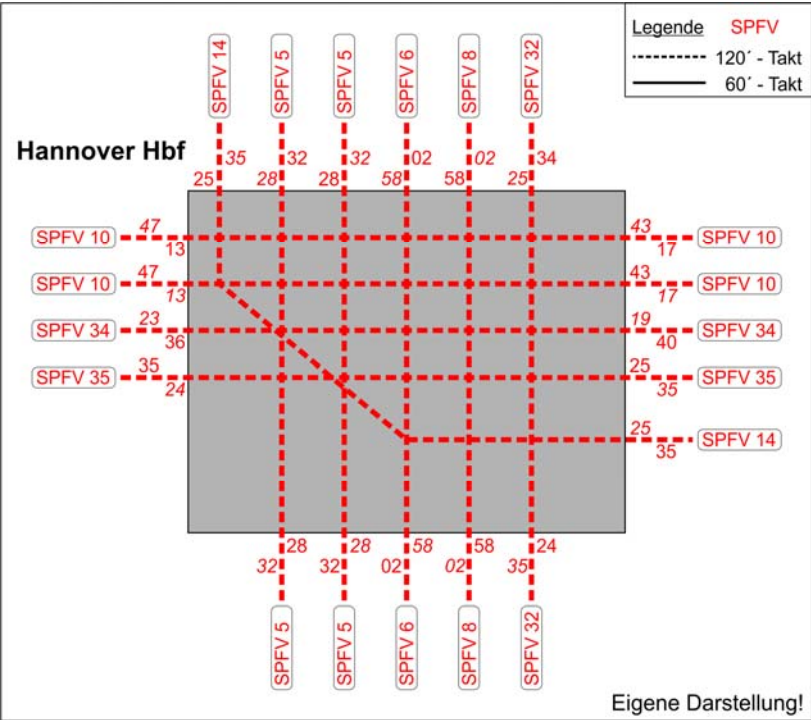 Legende SPFV
120´ - Takt
60´ - Takt
SPFV 14 SPFV 5 SPFV 5 SPFV 6 SPFV 8 SPFV 32
Hannover Hbf
35 32 32 02 02 34
25 28 28 58 58 25
47 43
SPFV 10 SPFV 10
13 17
47 43
SPFV 10 SPFV 10
13 17
23 19
SPFV 34 SPFV 34
36 40
35 25
SPFV 35 SPFV 35
24 35
25
SPFV 14
35
28 28 58 58 24
32 32 02 02 35
SPFV 5 SPFV 5 SPFV 6 SPFV 8 SPFV 32
Eigene Darstellung!